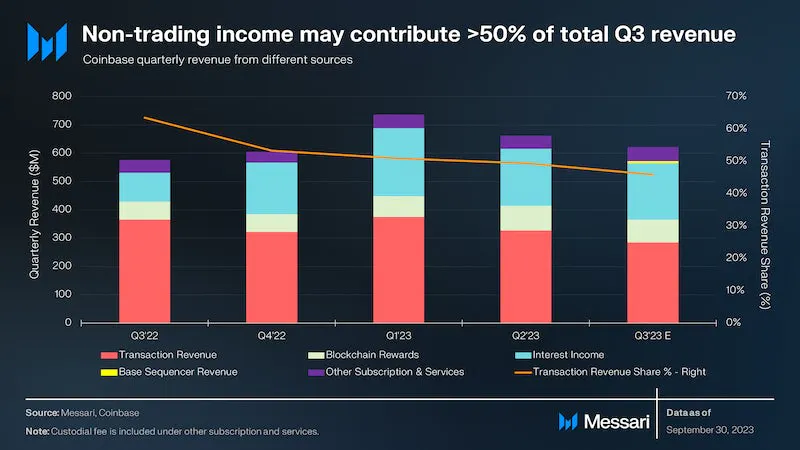 Non-trading income may contribute >50% of total Q3 revenue
Coinbase quarterly revenue from different sources
Quarterly Revenue ($M)
800
700
600
500
400
300
200
100
0
70%
60%
50%
40%
30%
20%
10%
0%
Transaction Revenue Share (%)
Q3'22 Q4'22 Q1'23 Q2'23 Q3'23 E
Transaction Revenue Blockchain Rewards Interest Income
Base Sequencer Revenue Other Subscription & Services Transaction Revenue Share % - Right
Source: Messari, Coinbase
Note: Custodial fee is included under other subscription and services.
Messari
Data as of
September 30, 2023